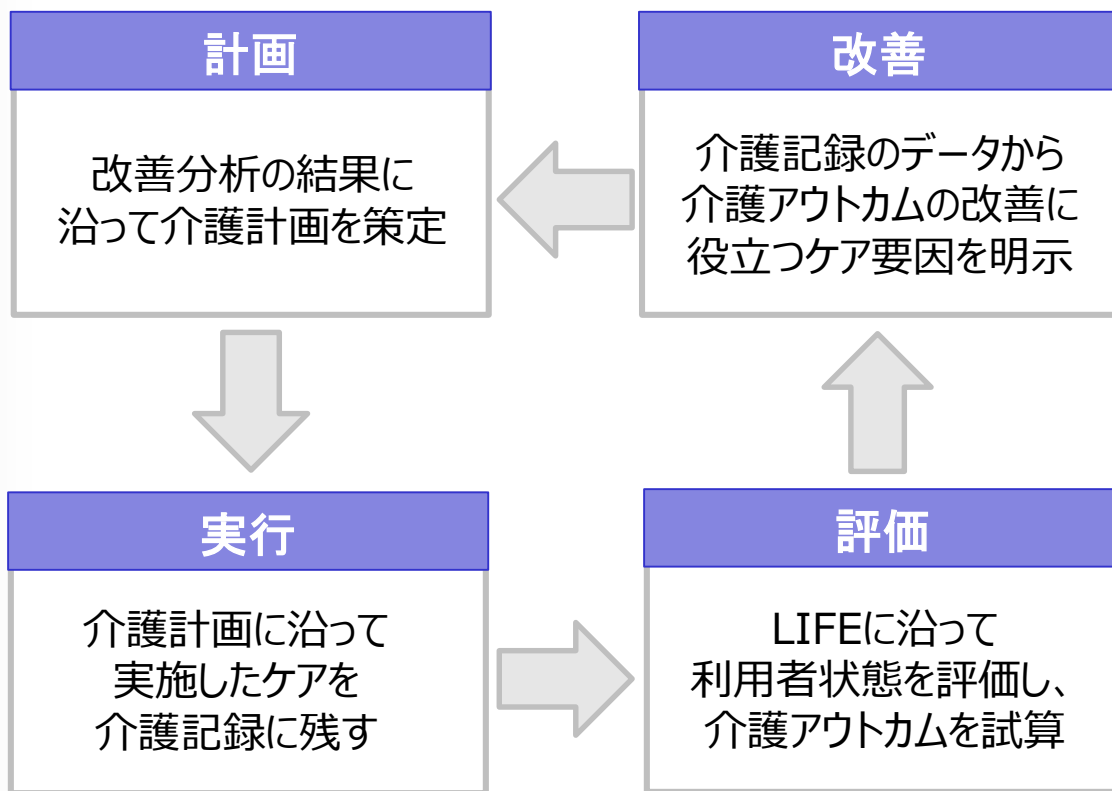 計画
改善分析の結果に
沿って介護計画を策定
改善
介護記録のデータから
介護アウトカムの改善に
役立つケア要因を明示
実行
介護計画に沿って
実施したケアを
介護記録に残す
評価
LIFEに沿って
利用者状態を評価し、
介護アウトカムを試算